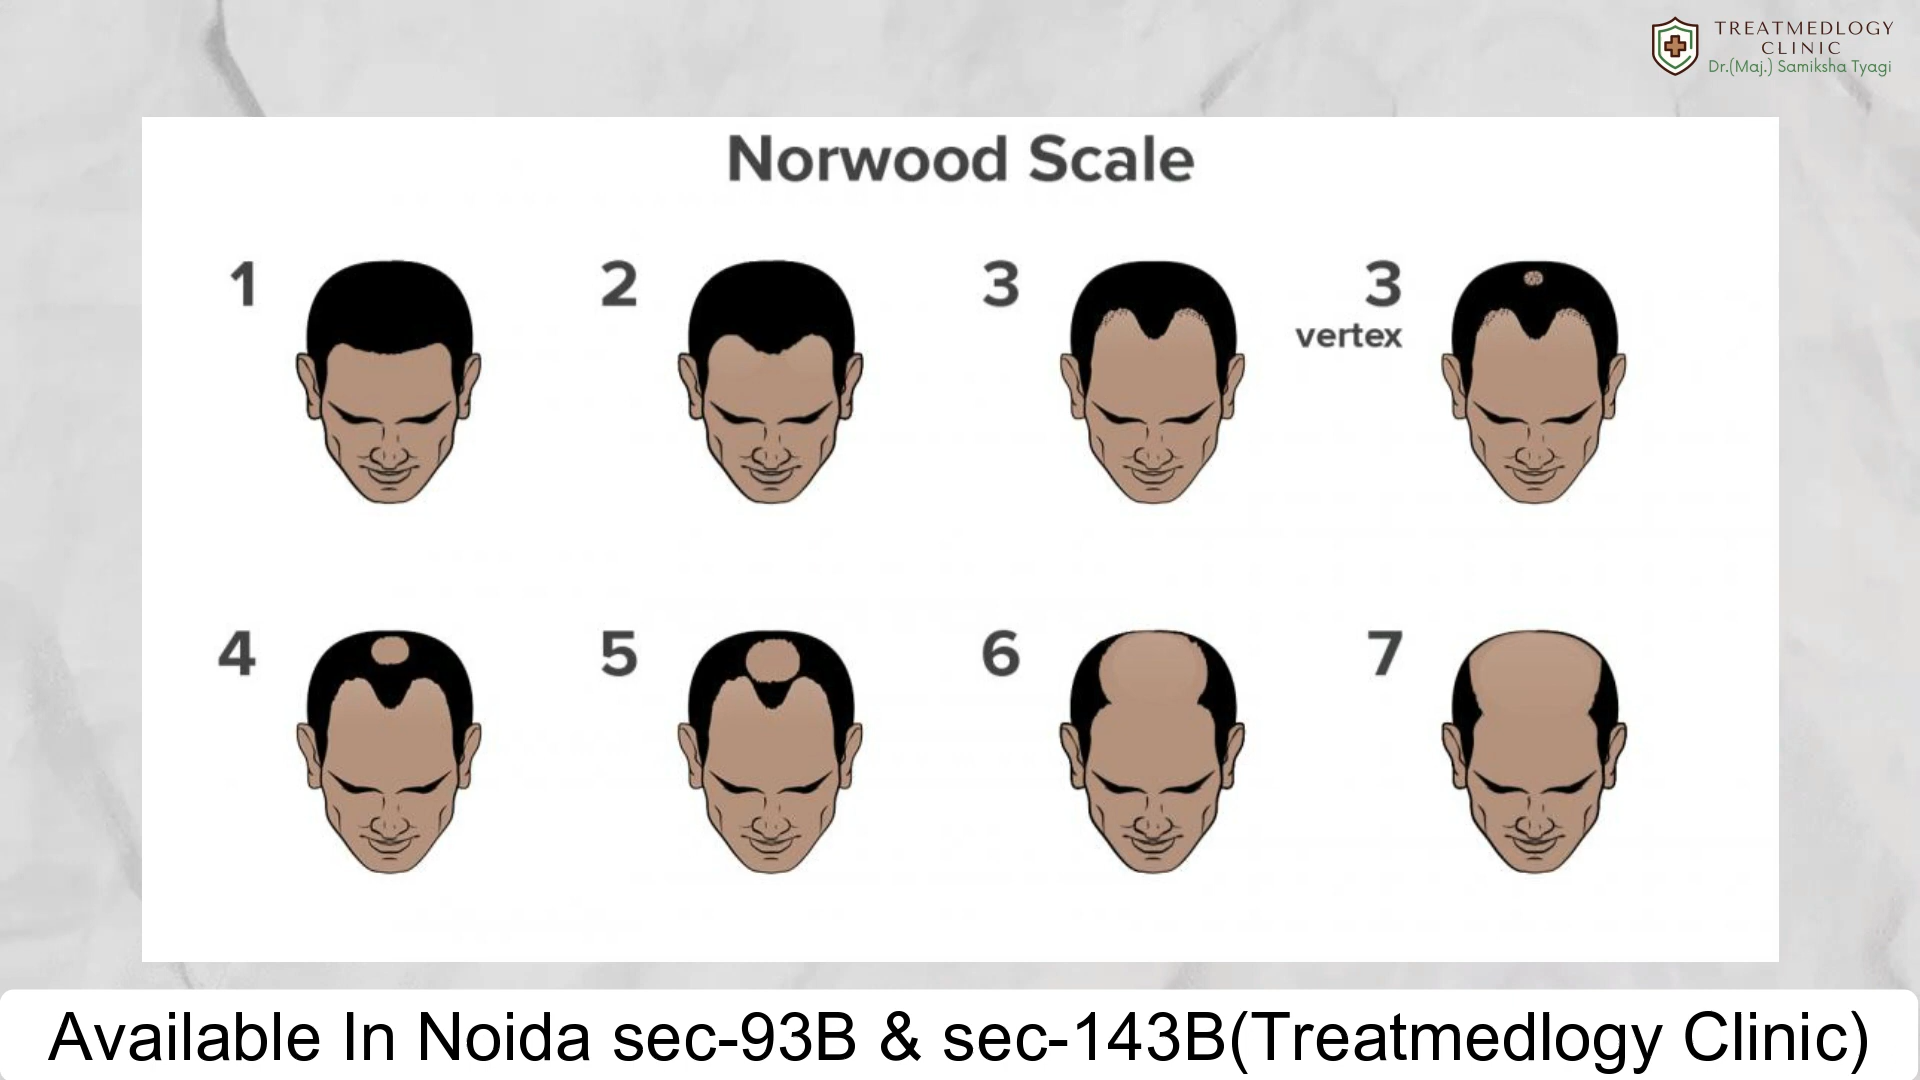 TREATMEDLOGY
CLINIC
Dr.(Maj.) Samiksha Tyagi
Norwood Scale
1
2
3
3
vertex
4
5
6
7
Available In Noida sec-93B & sec-143B(Treatmedlogy Clinic)